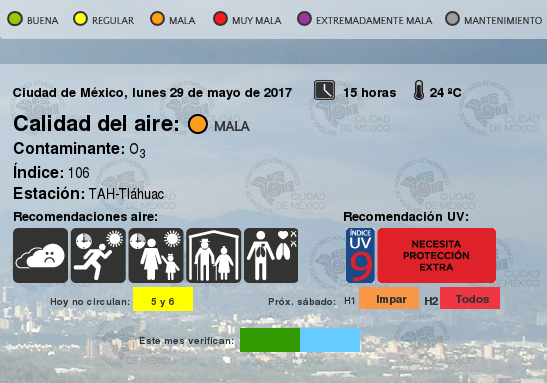 BUENA REGULAR MALA MUY MALA EXTREMADAMENTE MALA MANTENIMIENTO
Ciudad de México, lunes 29 de mayo de 2017 15 horas 24 ºC
Calidad del aire: MALA
Contaminante: O3
Índice: 106
Estación: TAH-Tláhuac
Recomendaciones aire: Recomendación UV:
ÍNDICE UV 9
NECESITA
PROTECCIÓN
EXTRA
Hoy no circulan: 5 y 6 Próx. sábado: H1 Impar H2 Todos
Este mes verifican: